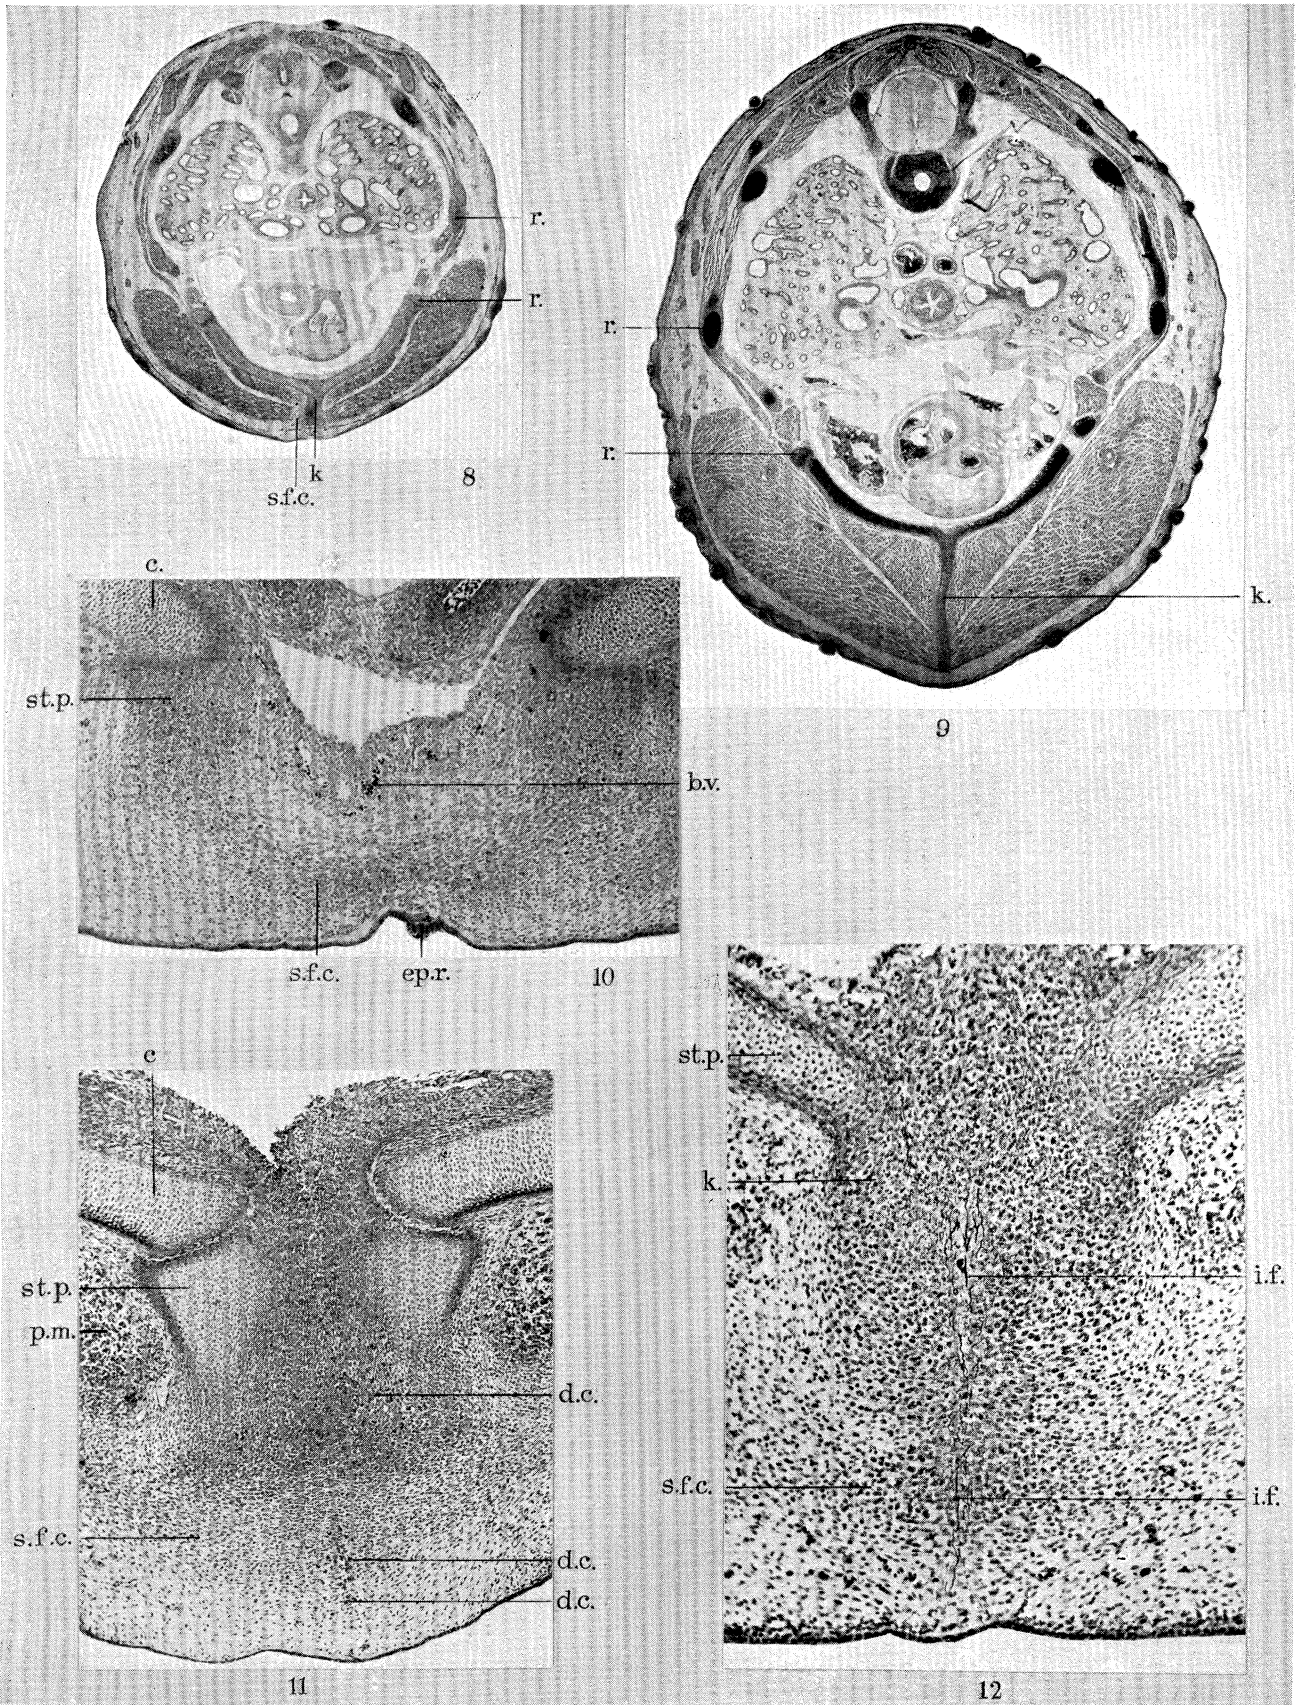 r.
r.
k
s.f.c.
8
r.
r.
k.
9
c.
st.p.
b.v.
s.f.c.
ep.r.
10
c
st.p.
p.m.
d.c.
s.f.c.
d.c.
d.c.
11
st.p.
k.
i.f.
s.f.c.
i.f.
12